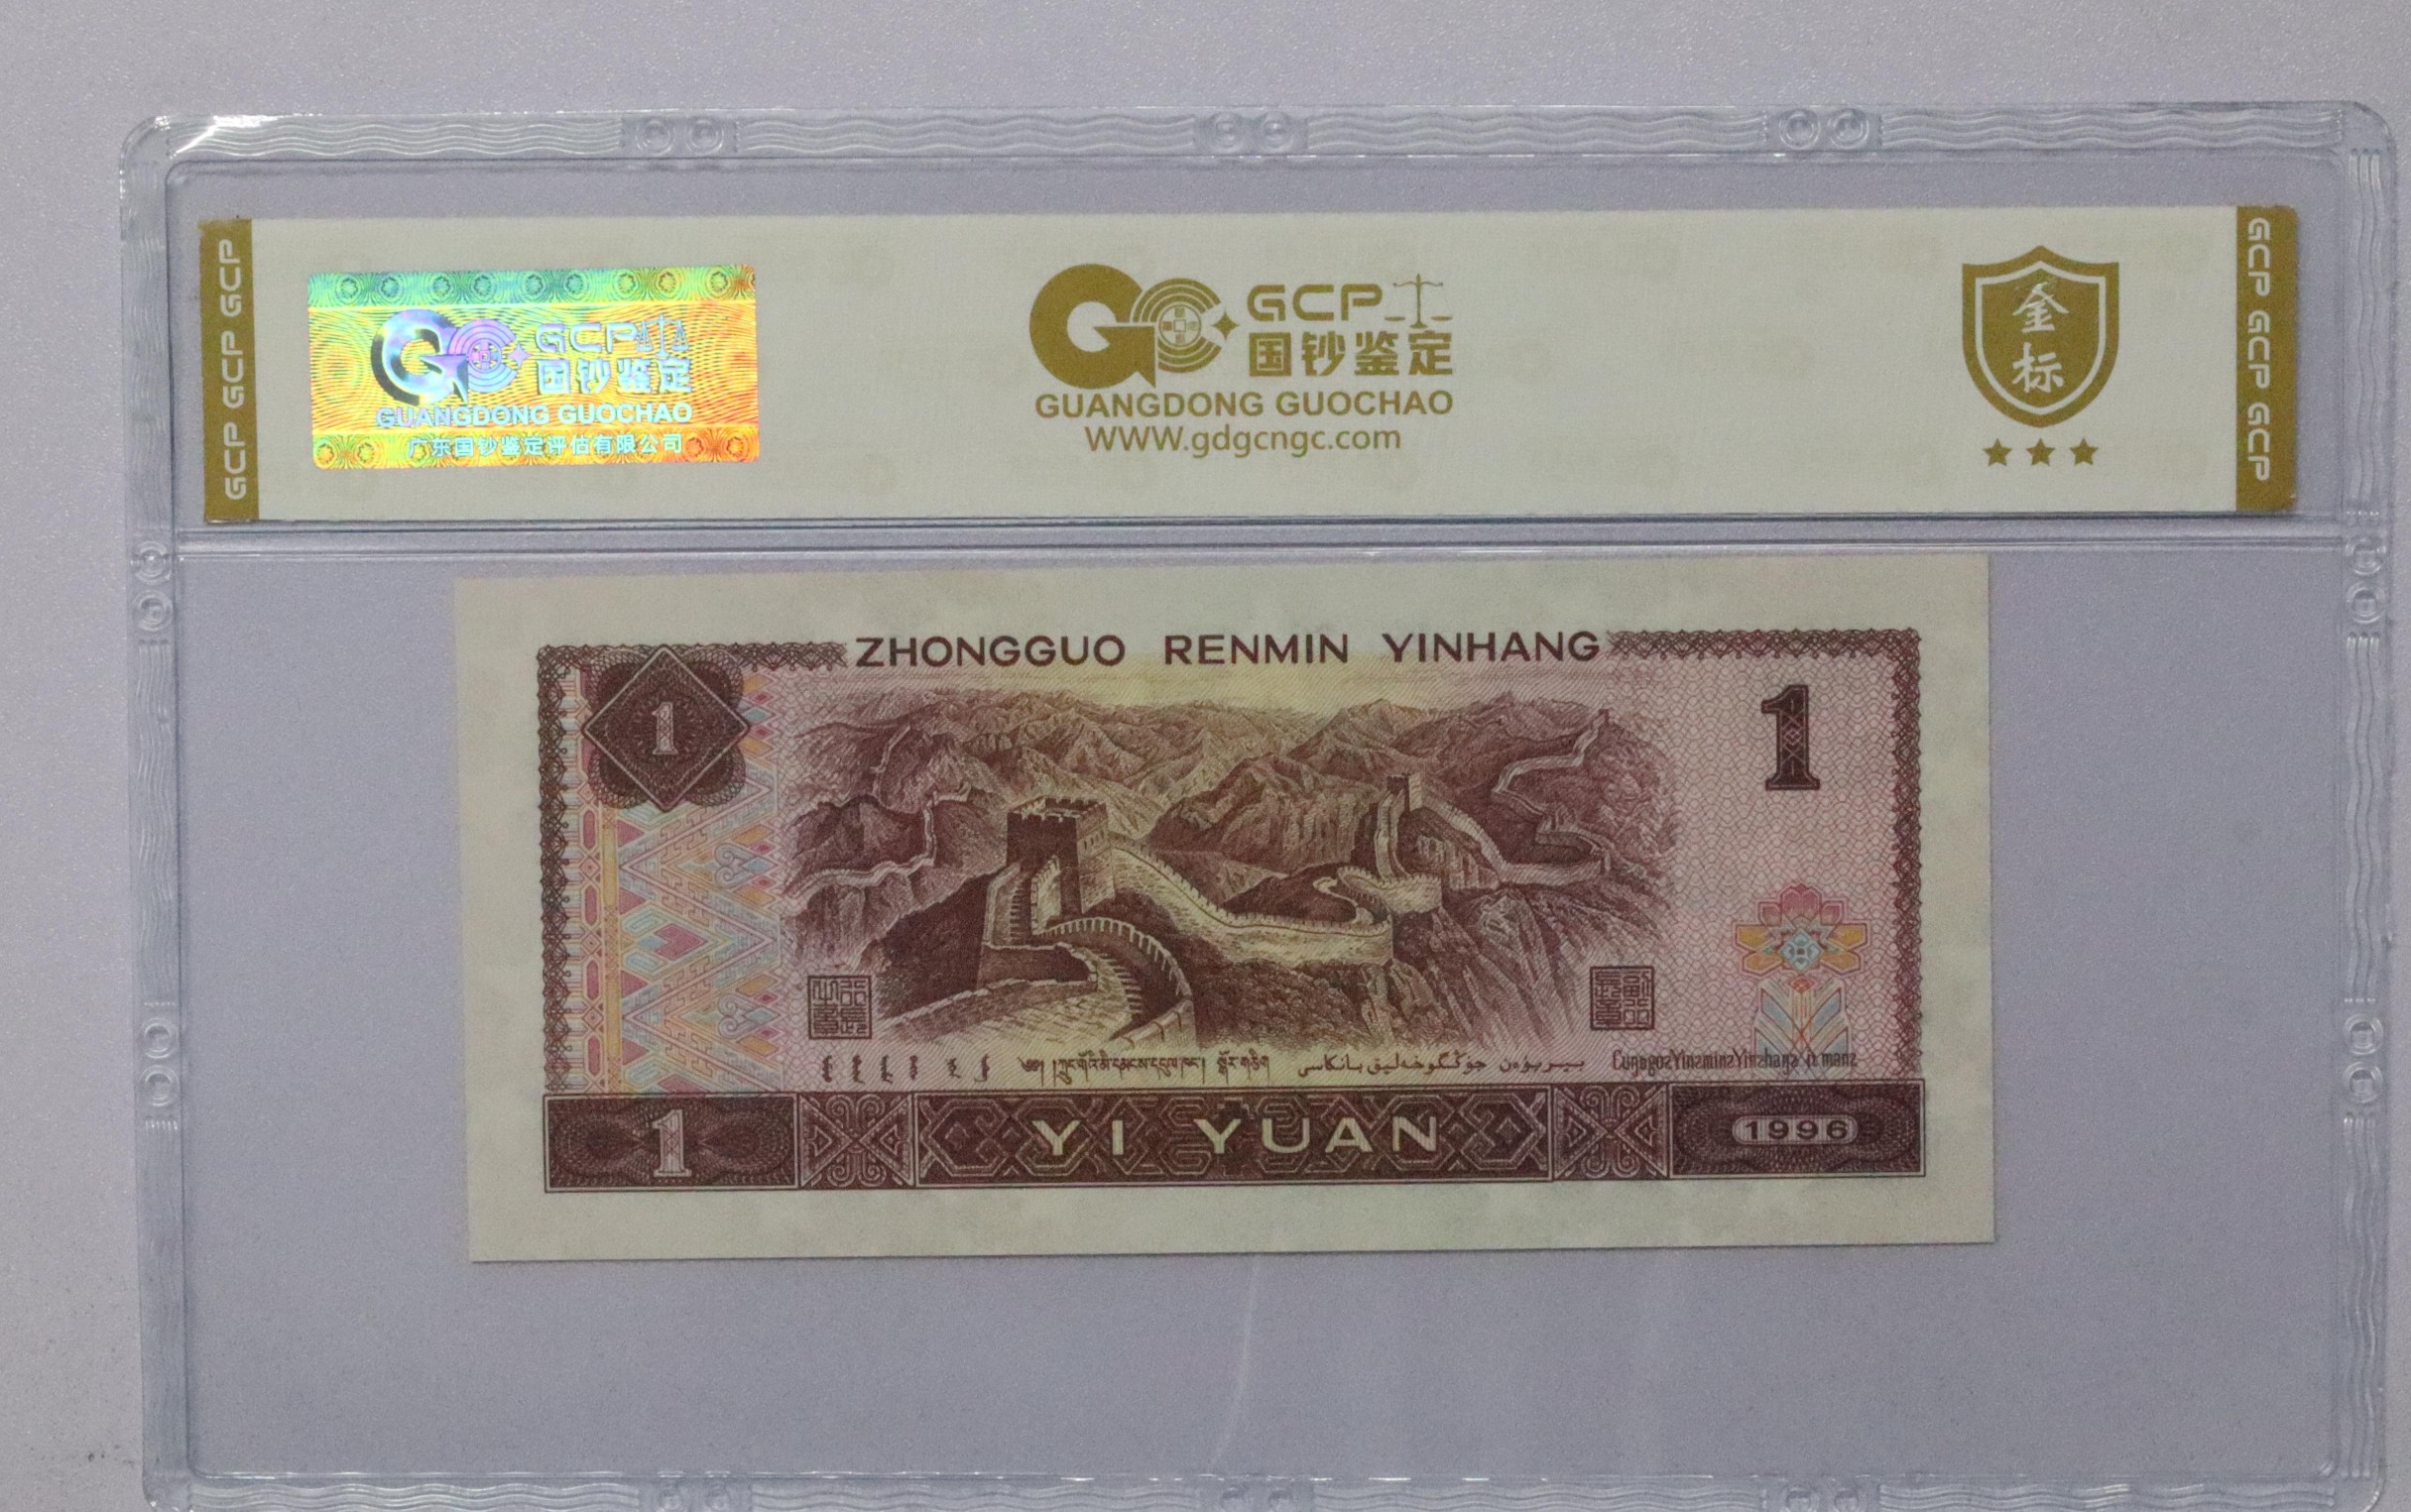 GCP GCP GCP
GCP
国钞鉴定
GUANGDONG GUOCHAO
广东国钞鉴定评估有限公司
GCP
国钞鉴定
GUANGDONG GUOCHAO
WWW.gdgcngc.com
金
标
GCP GCP GCP
ZHONGGUO RENMIN YINHANG
1
1
1
YI YUAN
1996